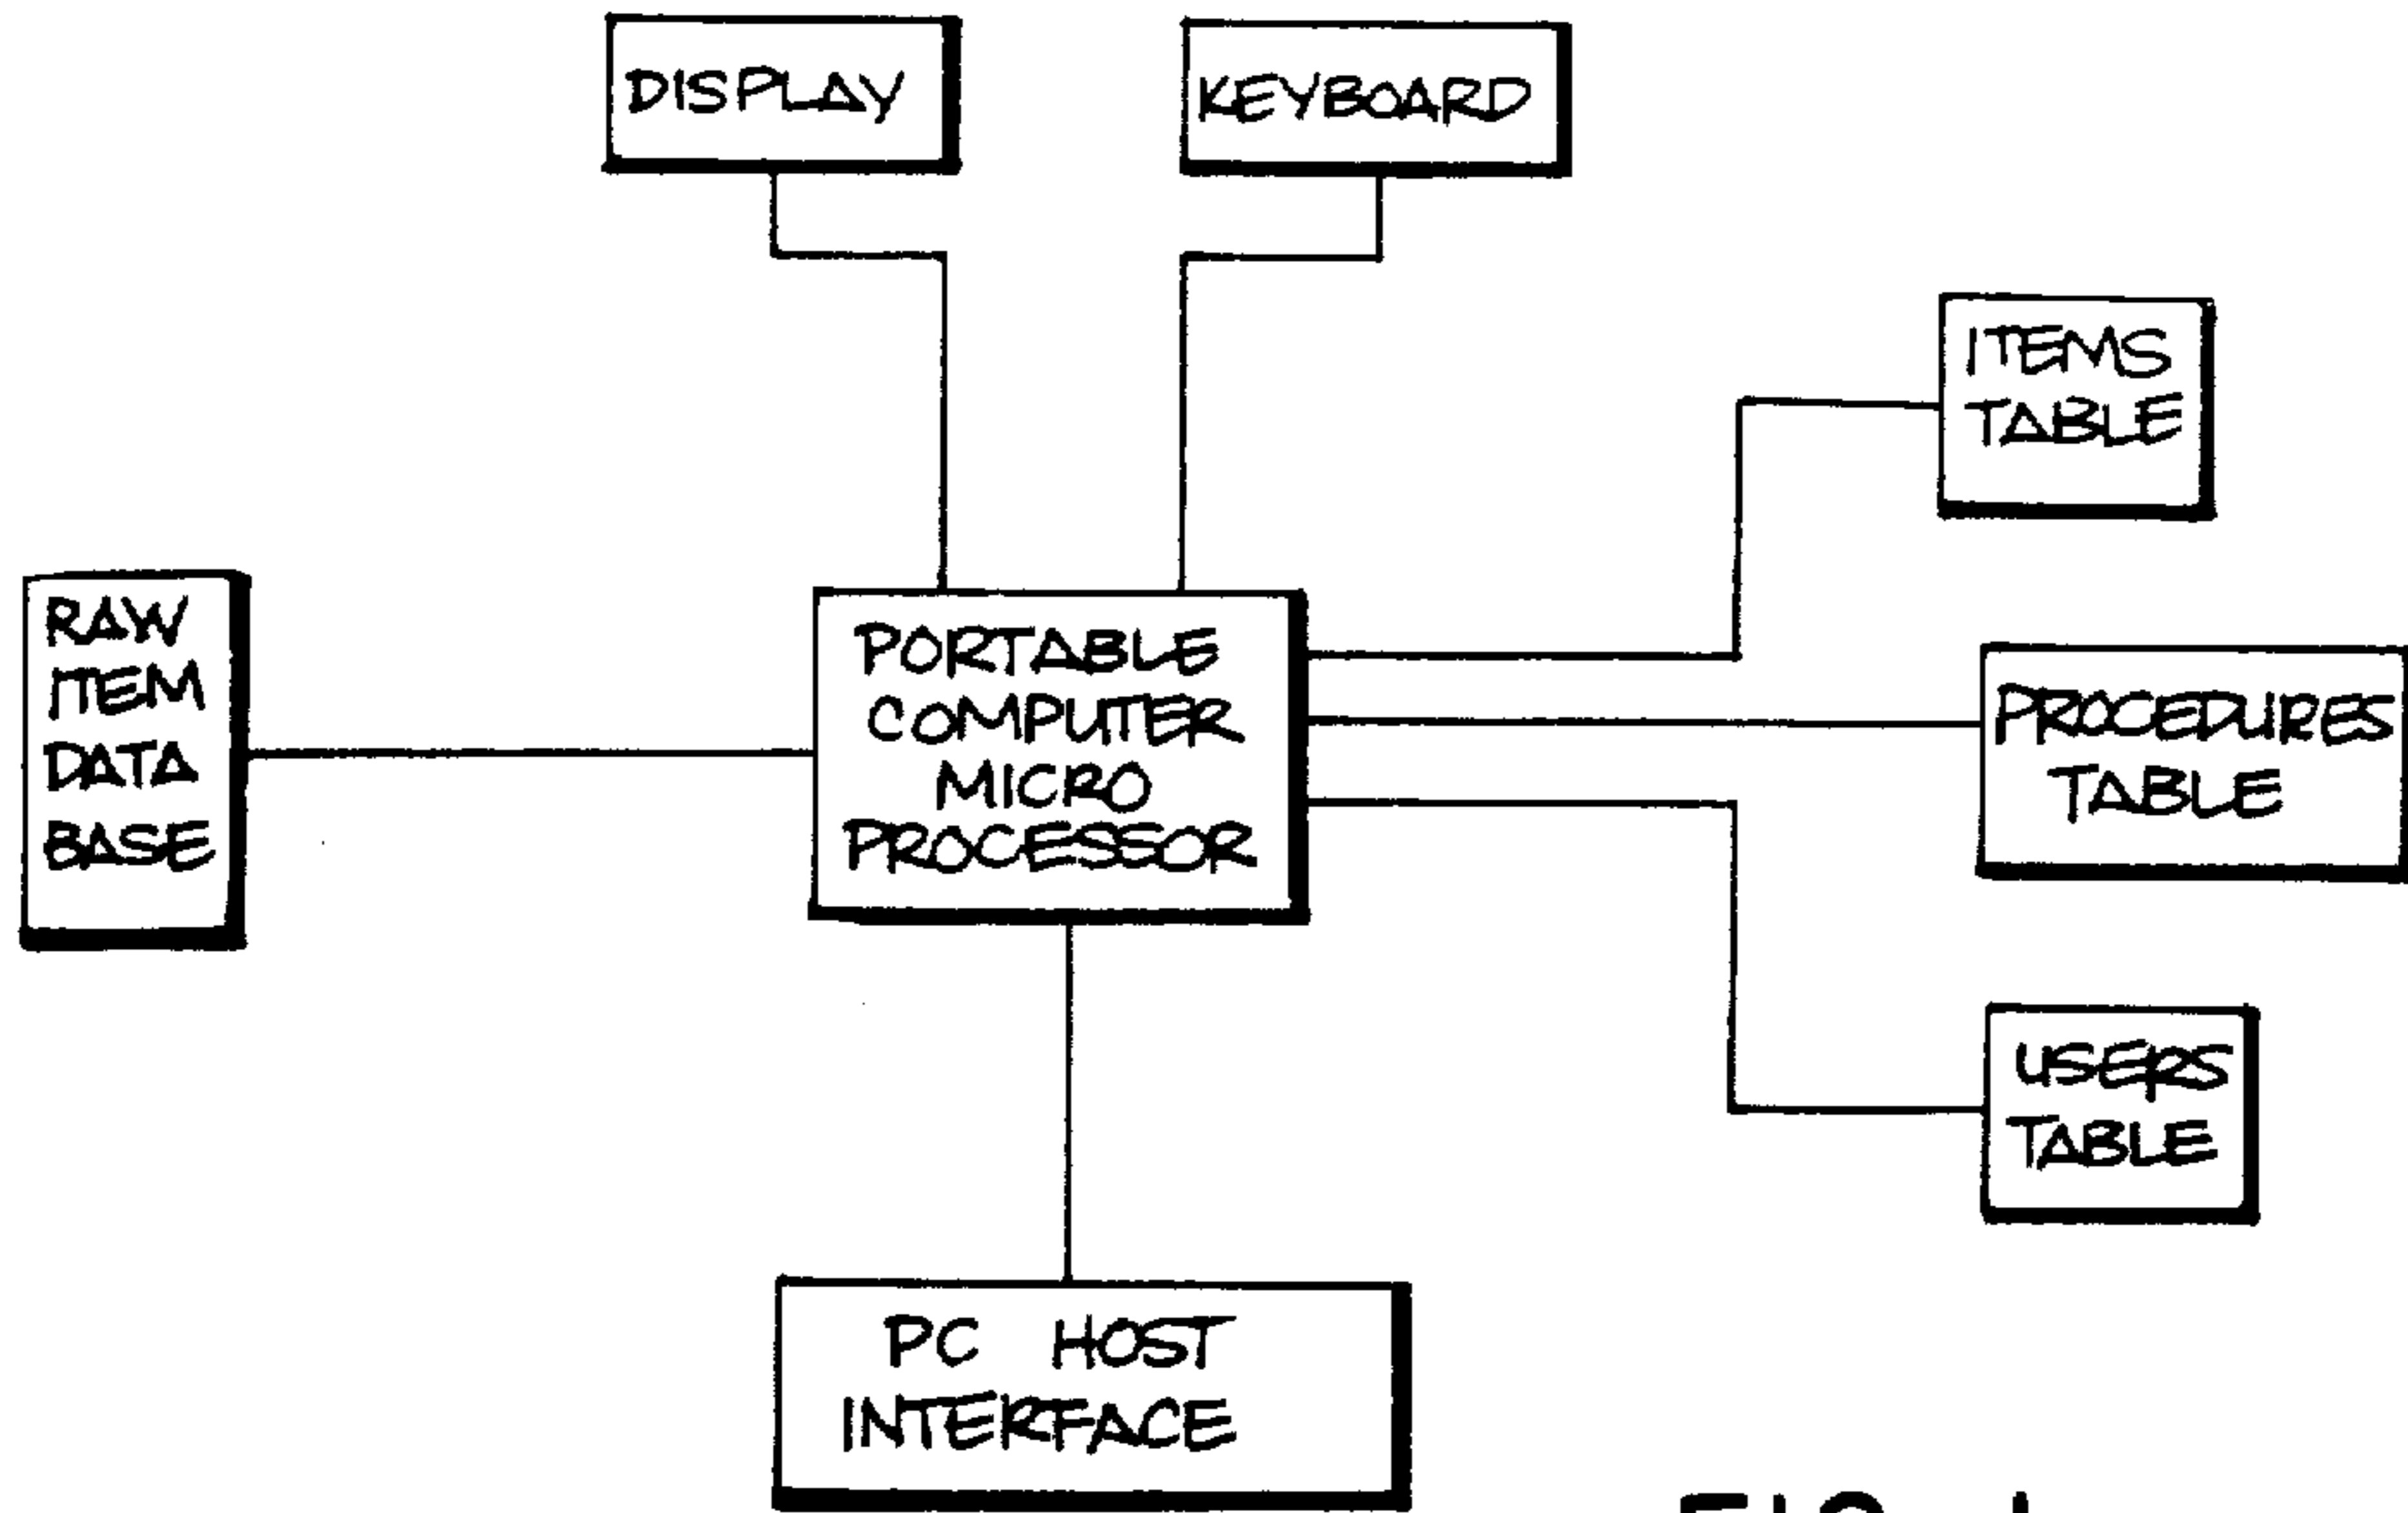 DISPLAY
KEYBOARD
ITEMS
TABLE
RAW
ITEM
DATA
BASE
PORTABLE
COMPUTER
MICRO
PROCESSOR
PROCEDURES
TABLE
USERS
TABLE
PC HOST
INTERFACE